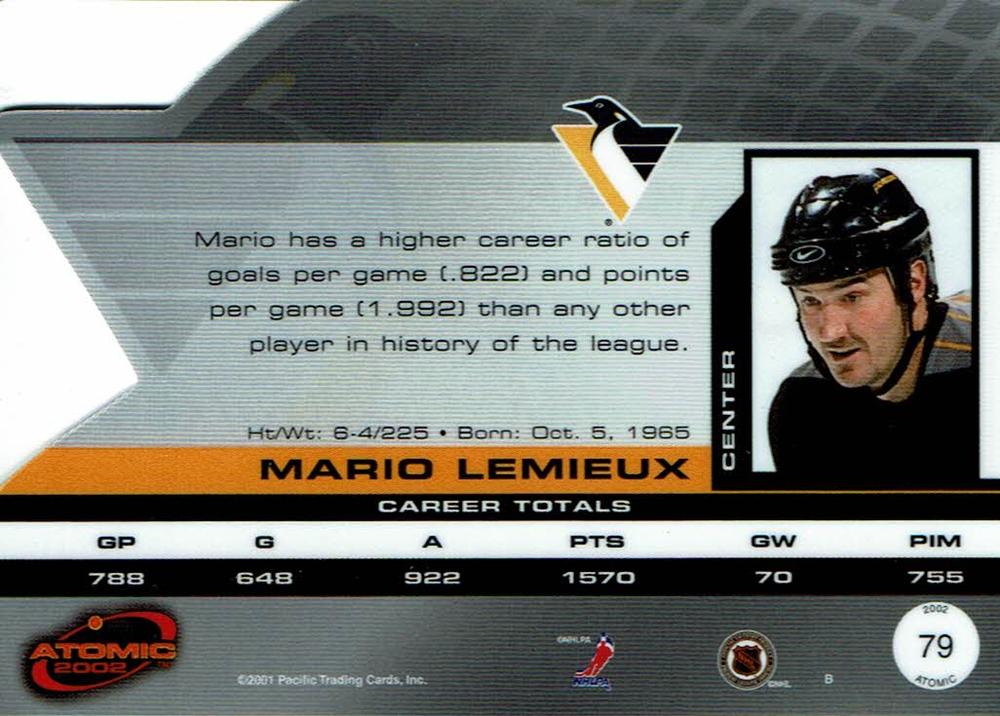 Mario has a higher career ratio of
goals per game (.822) and points
per game (1.992) than any other
player in history of the league.
Ht/Wt: 6-4/225 • Born: Oct. 5, 1965
MARIO LEMIEUX
CENTER
CAREER TOTALS
GP G A PTS GW PIM
788 648 922 1570 70 755
ATOMIC
2002
©2001 Pacific Trading Cards, Inc.
©NHLPA
NHLPA
©NHL
B
2002
79
ATOMIC